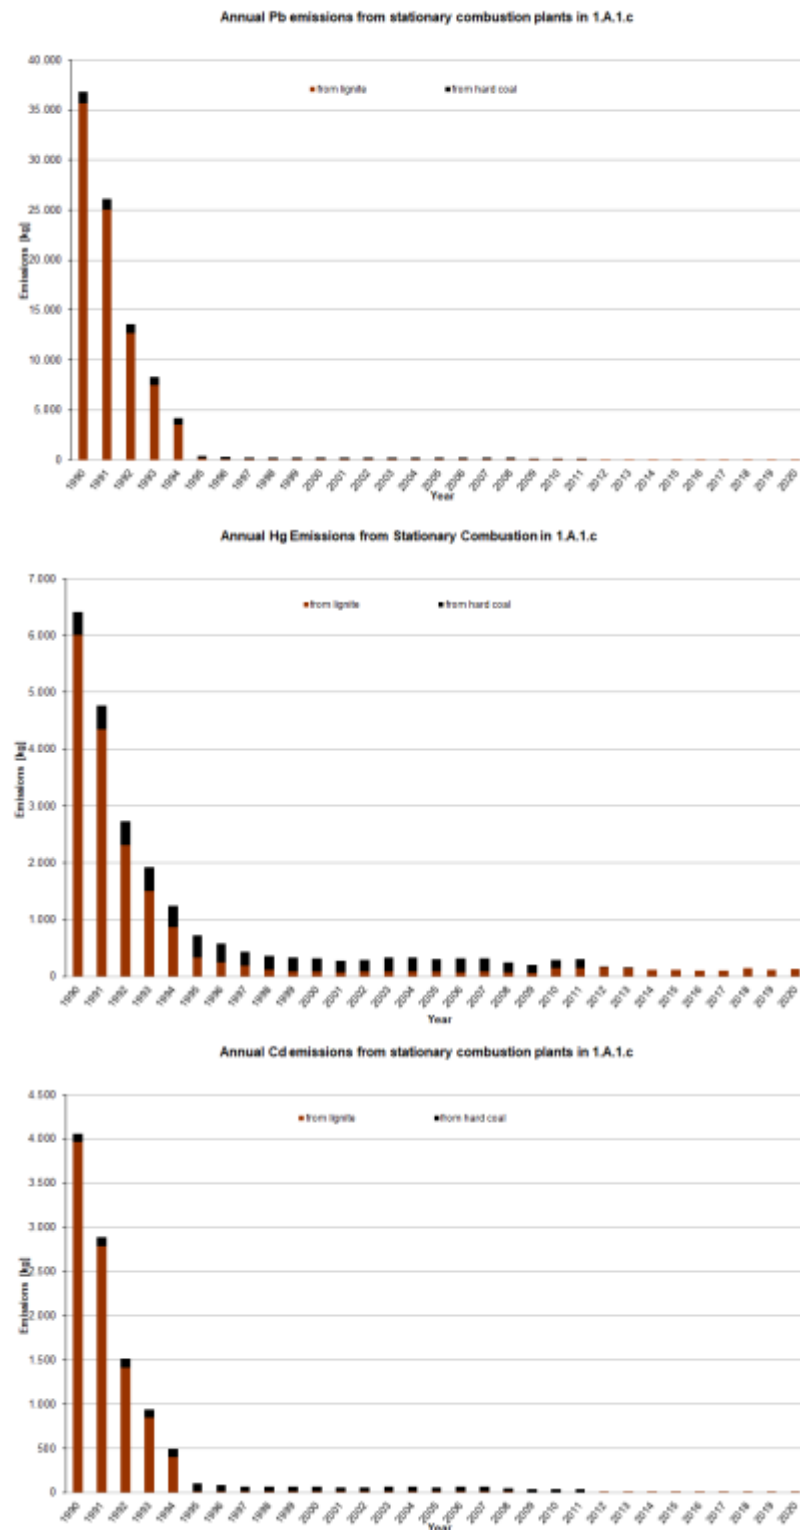 Annual Pb emissions from stationary combustion plants in 1.A.1.c
from lignite from hard coal
40.000
35.000
30.000
25.000
20.000
15.000
10.000
5.000
0
Emissions [kg]
1990 1991 1992 1993 1994 1995 1996 1997 1998 1999 2000 2001 2002 2003 2004 2005 2006 2007 2008 2009 2010 2011 2012 2013 2014 2015 2016 2017 2018 2019 2020
Year
Annual Hg Emissions from Stationary Combustion in 1.A.1.c
from lignite from hard coal
7.000
6.000
5.000
4.000
3.000
2.000
1.000
0
Emissions [kg]
1990 1991 1992 1993 1994 1995 1996 1997 1998 1999 2000 2001 2002 2003 2004 2005 2006 2007 2008 2009 2010 2011 2012 2013 2014 2015 2016 2017 2018 2019 2020
Year
Annual Cd emissions from stationary combustion plants in 1.A.1.c
from lignite from hard coal
4.500
4.000
3.500
3.000
2.500
2.000
1.500
1.000
500
0
Emissions [kg]
1990 1991 1992 1993 1994 1995 1996 1997 1998 1999 2000 2001 2002 2003 2004 2005 2006 2007 2008 2009 2010 2011 2012 2013 2014 2015 2016 2017 2018 2019 2020
Year